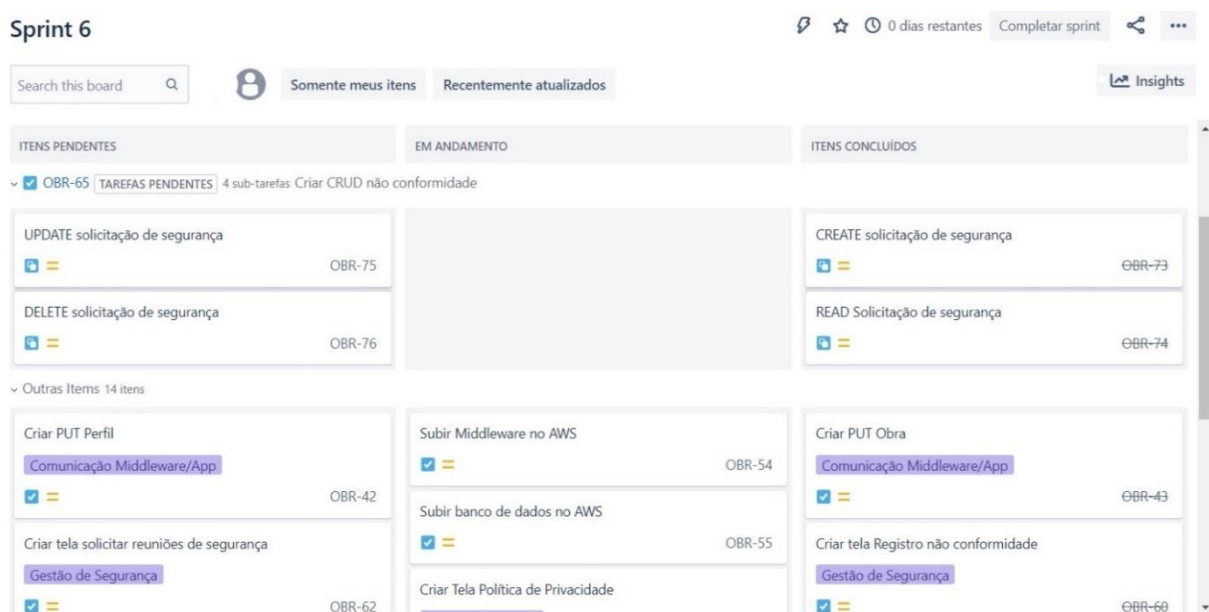 Sprint 6
0 dias restantes Completar sprint
Search this board
Somente meus itens
Recentemente atualizados
Insights
ITENS PENDENTES
EM ANDAMENTO
ITENS CONCLUÍDOS
OBR-65 TAREFAS PENDENTES 4 sub-tarefas Criar CRUD não conformidade
UPDATE solicitação de segurança
OBR-75
DELETE solicitação de segurança
OBR-76
CREATE solicitação de segurança
OBR-73
READ Solicitação de segurança
OBR-74
Outras Items 14 itens
Criar PUT Perfil
Comunicação Middleware/App
OBR-42
Criar tela solicitar reuniões de segurança
Gestão de Segurança
OBR-62
Subir Middleware no AWS
OBR-54
Subir banco de dados no AWS
OBR-55
Criar Tela Política de Privacidade
Criar PUT Obra
Comunicação Middleware/App
OBR-43
Criar tela Registro não conformidade
Gestão de Segurança
OBR-60